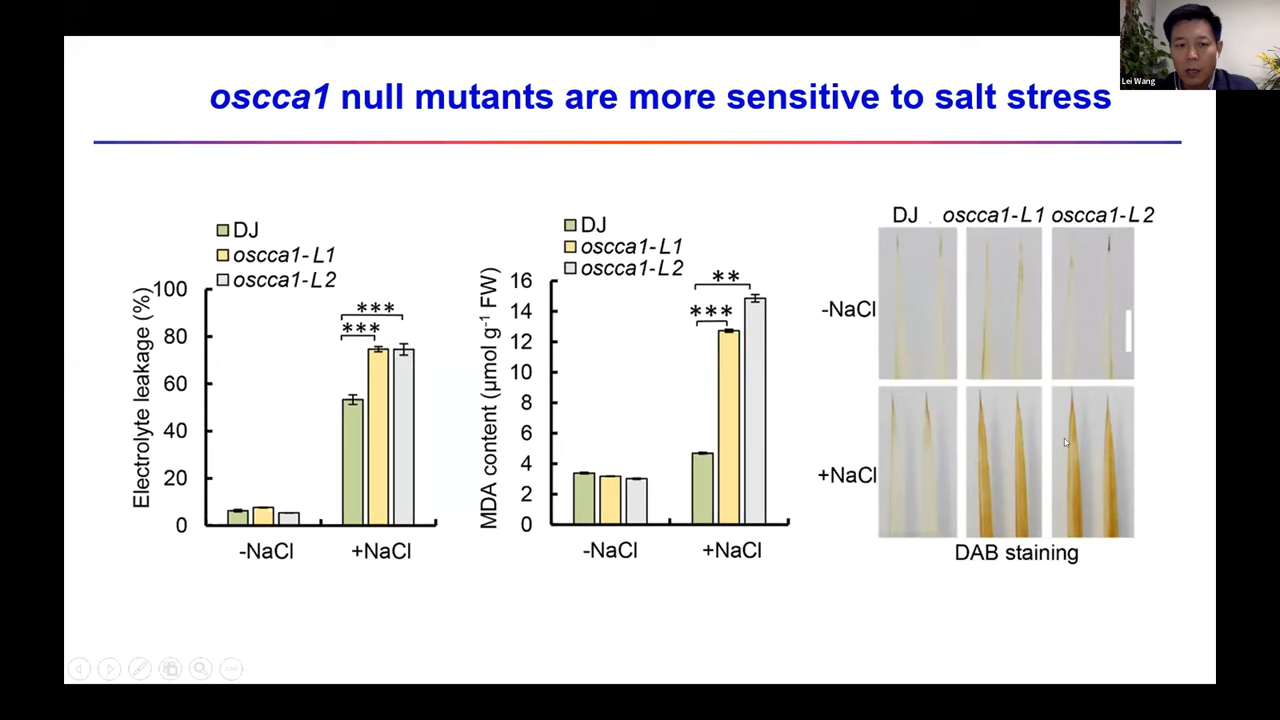 Lei Wang
oscca1 null mutants are more sensitive to salt stress
DJ
oscca1-L1
oscca1-L2
Electrolyte leakage (%)
100
80
60
40
20
0
***
***
-NaCl
+NaCl
DJ
oscca1-L1
oscca1-L2
MDA content (μmol g⁻¹ FW)
16
14
12
10
8
6
4
2
0
**
***
-NaCl
+NaCl
DJ oscca1-L1 oscca1-L2
-NaCl
+NaCl
DAB staining